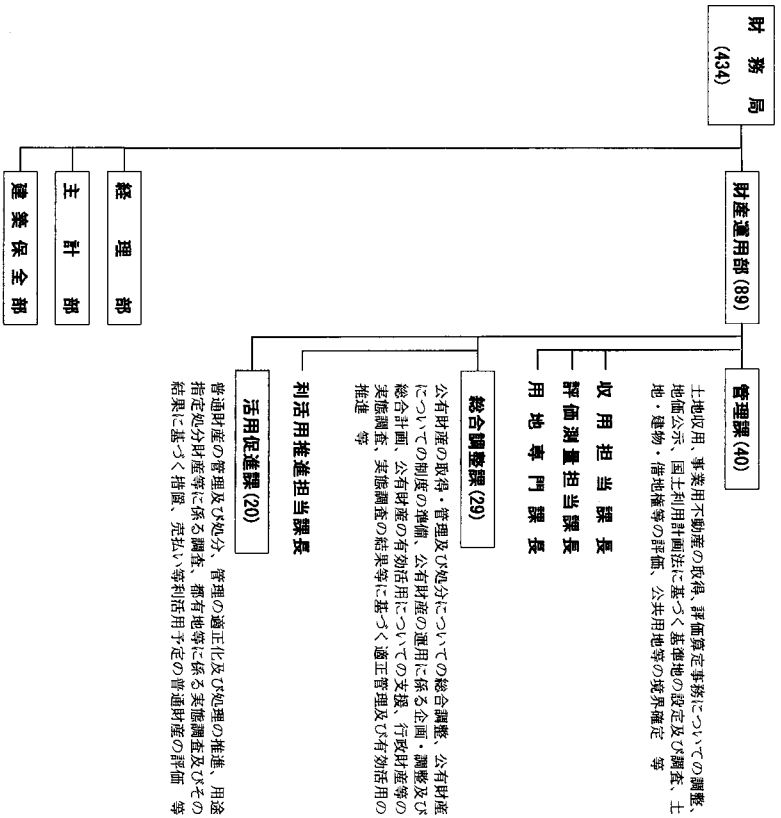 財務局
(434)
財産運用部(89)
管理課(40)
土地収用、事業用不動産の取得、評価算定事務についての調整、
地価公示、国土利用計画法に基づく基準地の設定及び調査、土
地・建物・借地権等の評価、公共用地等の境界確定 等
収用担当課長
評価測量担当課長
用地専門課長
総合調整課(29)
公有財産の取得・管理及び処分についての総合調整、公有財産
についての制度の準備、公有財産の運用に係る企画・調整及び
総合計画、公有財産の有効活用についての支援、行政財産等の
実態調査、実態調査の結果等に基づく適正管理及び有効活用の
推進 等
利活用推進担当課長
活用促進課(20)
普通財産の管理及び処分、管理の適正化及び処理の推進、用途
指定処分財産等に係る調査、都有地等に係る実態調査及びその
結果に基づく措置、売払い等利活用予定の普通財産の評価 等
経理部
主計部
建築保全部